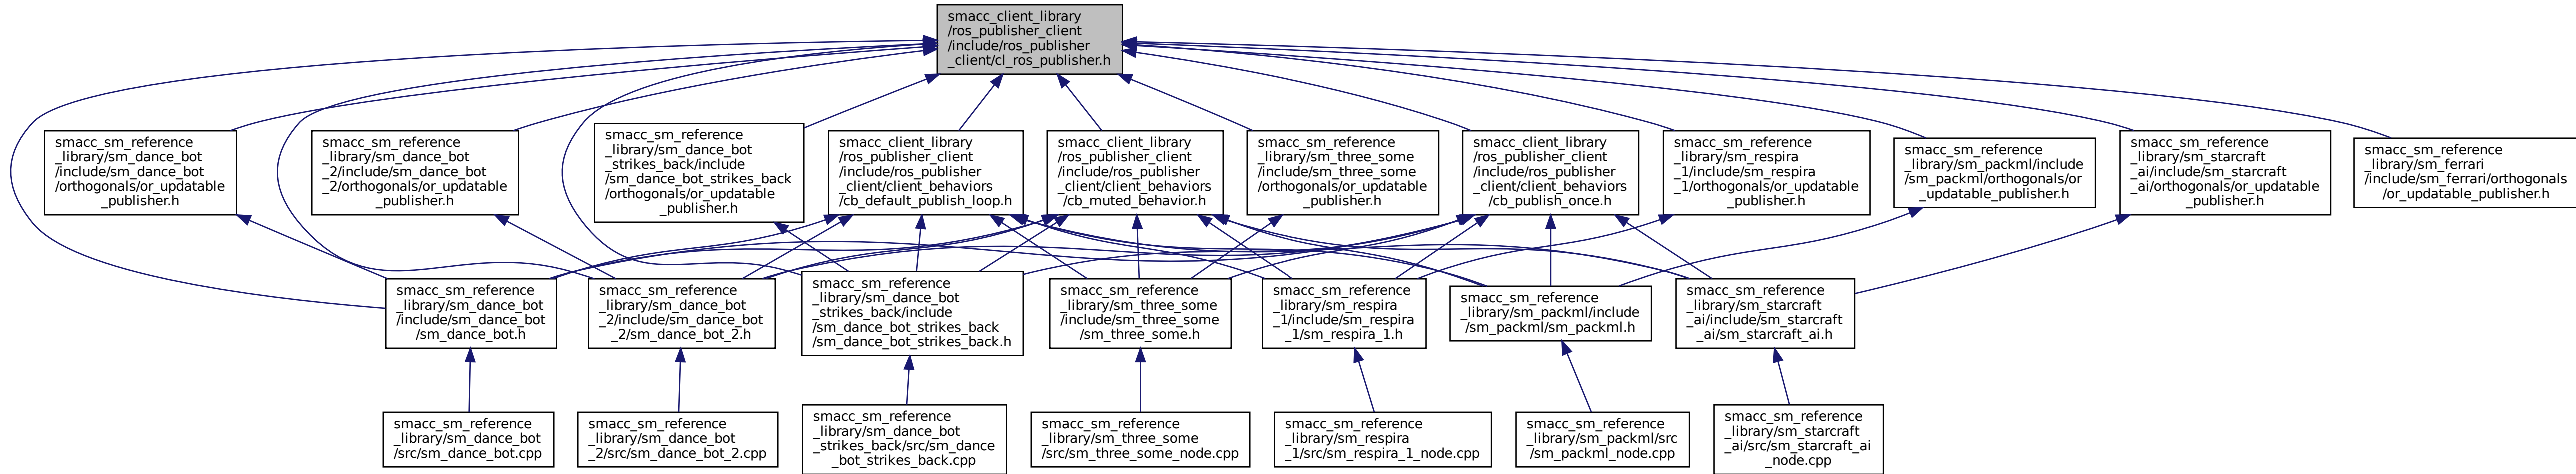 smacc_client_library
/ros_publisher_client
/include/ros_publisher
_client/cl_ros_publisher.h
smacc_sm_reference
_library/sm_dance_bot
/include/sm_dance_bot
/orthogonals/or_updatable
_publisher.h
smacc_sm_reference
_library/sm_dance_bot
_2/include/sm_dance_bot
_2/orthogonals/or_updatable
_publisher.h
smacc_sm_reference
_library/sm_dance_bot
_strikes_back/include
/sm_dance_bot_strikes_back
/orthogonals/or_updatable
_publisher.h
smacc_client_library
/ros_publisher_client
/include/ros_publisher
_client/client_behaviors
/cb_default_publish_loop.h
smacc_client_library
/ros_publisher_client
/include/ros_publisher
_client/client_behaviors
/cb_muted_behavior.h
smacc_sm_reference
_library/sm_three_some
/include/sm_three_some
/orthogonals/or_updatable
_publisher.h
smacc_client_library
/ros_publisher_client
/include/ros_publisher
_client/client_behaviors
/cb_publish_once.h
smacc_sm_reference
_library/sm_respira
_1/include/sm_respira
_1/orthogonals/or_updatable
_publisher.h
smacc_sm_reference
_library/sm_packml/include
/sm_packml/orthogonals/or
_updatable_publisher.h
smacc_sm_reference
_library/sm_starcraft
_ai/include/sm_starcraft
_ai/orthogonals/or_updatable
_publisher.h
smacc_sm_reference
_library/sm_ferrari
/include/sm_ferrari/orthogonals
/or_updatable_publisher.h
smacc_sm_reference
_library/sm_dance_bot
/include/sm_dance_bot
/sm_dance_bot.h
smacc_sm_reference
_library/sm_dance_bot
_2/include/sm_dance_bot
_2/sm_dance_bot_2.h
smacc_sm_reference
_library/sm_dance_bot
_strikes_back/include
/sm_dance_bot_strikes_back
/sm_dance_bot_strikes_back.h
smacc_sm_reference
_library/sm_three_some
/include/sm_three_some
/sm_three_some.h
smacc_sm_reference
_library/sm_respira
_1/include/sm_respira
_1/sm_respira_1.h
smacc_sm_reference
_library/sm_packml/include
/sm_packml/sm_packml.h
smacc_sm_reference
_library/sm_starcraft
_ai/include/sm_starcraft
_ai/sm_starcraft_ai.h
smacc_sm_reference
_library/sm_dance_bot
/src/sm_dance_bot.cpp
smacc_sm_reference
_library/sm_dance_bot
_2/src/sm_dance_bot_2.cpp
smacc_sm_reference
_library/sm_dance_bot
_strikes_back/src/sm_dance
_bot_strikes_back.cpp
smacc_sm_reference
_library/sm_three_some
/src/sm_three_some_node.cpp
smacc_sm_reference
_library/sm_respira
_1/src/sm_respira_1_node.cpp
smacc_sm_reference
_library/sm_packml/src
/sm_packml_node.cpp
smacc_sm_reference
_library/sm_starcraft
_ai/src/sm_starcraft_ai
_node.cpp